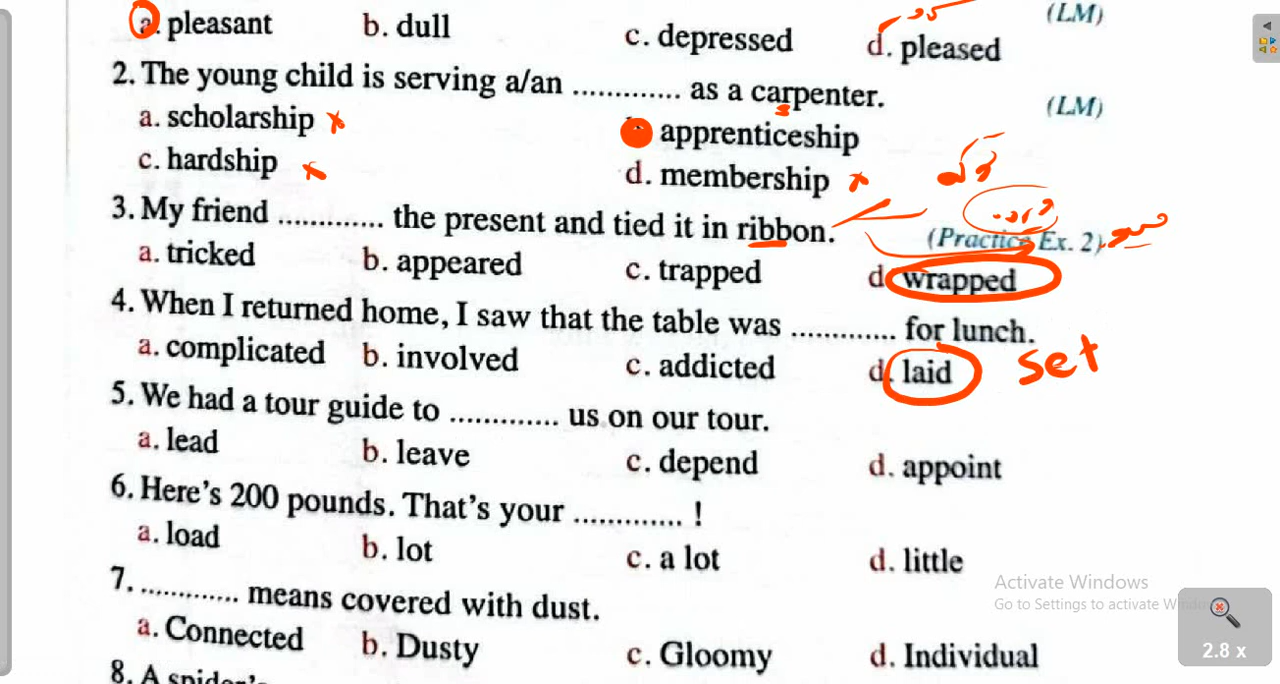 a. pleasant b. dull c. depressed d. pleased (LM)
2. The young child is serving a/an ............. as a carpenter. (LM)
a. scholarship apprenticeship
c. hardship d. membership
3. My friend ............. the present and tied it in ribbon. (Practice Ex. 2)
a. tricked b. appeared c. trapped d wrapped
4. When I returned home, I saw that the table was ............. for lunch.
a. complicated b. involved c. addicted d. laid set
5. We had a tour guide to ............. us on our tour.
a. lead b. leave c. depend d. appoint
6. Here's 200 pounds. That's your ............. !
a. load b. lot c. a lot d. little
7. ............. means covered with dust.
a. Connected b. Dusty c. Gloomy d. Individual
8. A spider's
Activate Windows
Go to Settings to activate
2.8 x